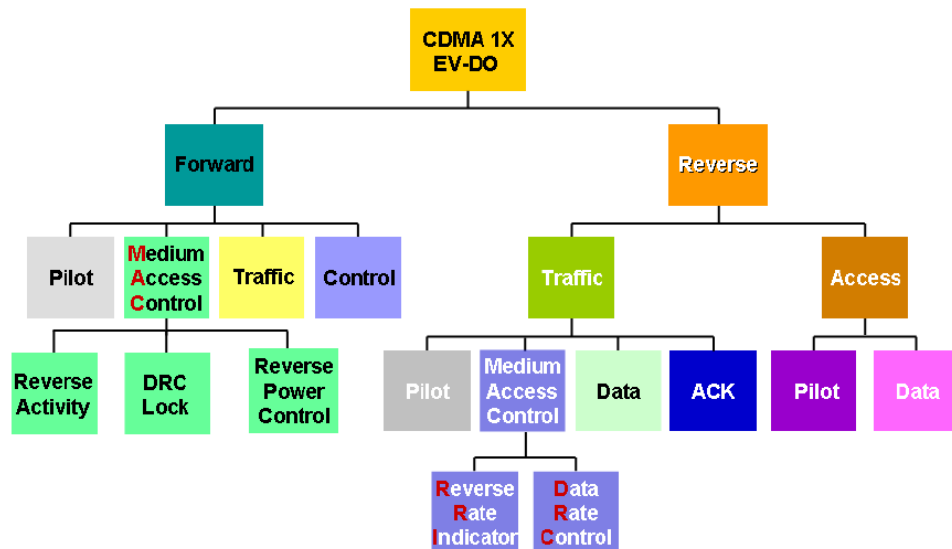 CDMA 1X
EV-DO
Forward
Reverse
Pilot
Medium
Access
Control
Traffic
Control
Traffic
Access
Reverse
Activity
DRC
Lock
Reverse
Power
Control
Pilot
Medium
Access
Control
Data
ACK
Pilot
Data
Reverse
Rate
Indicator
Data
Rate
Control